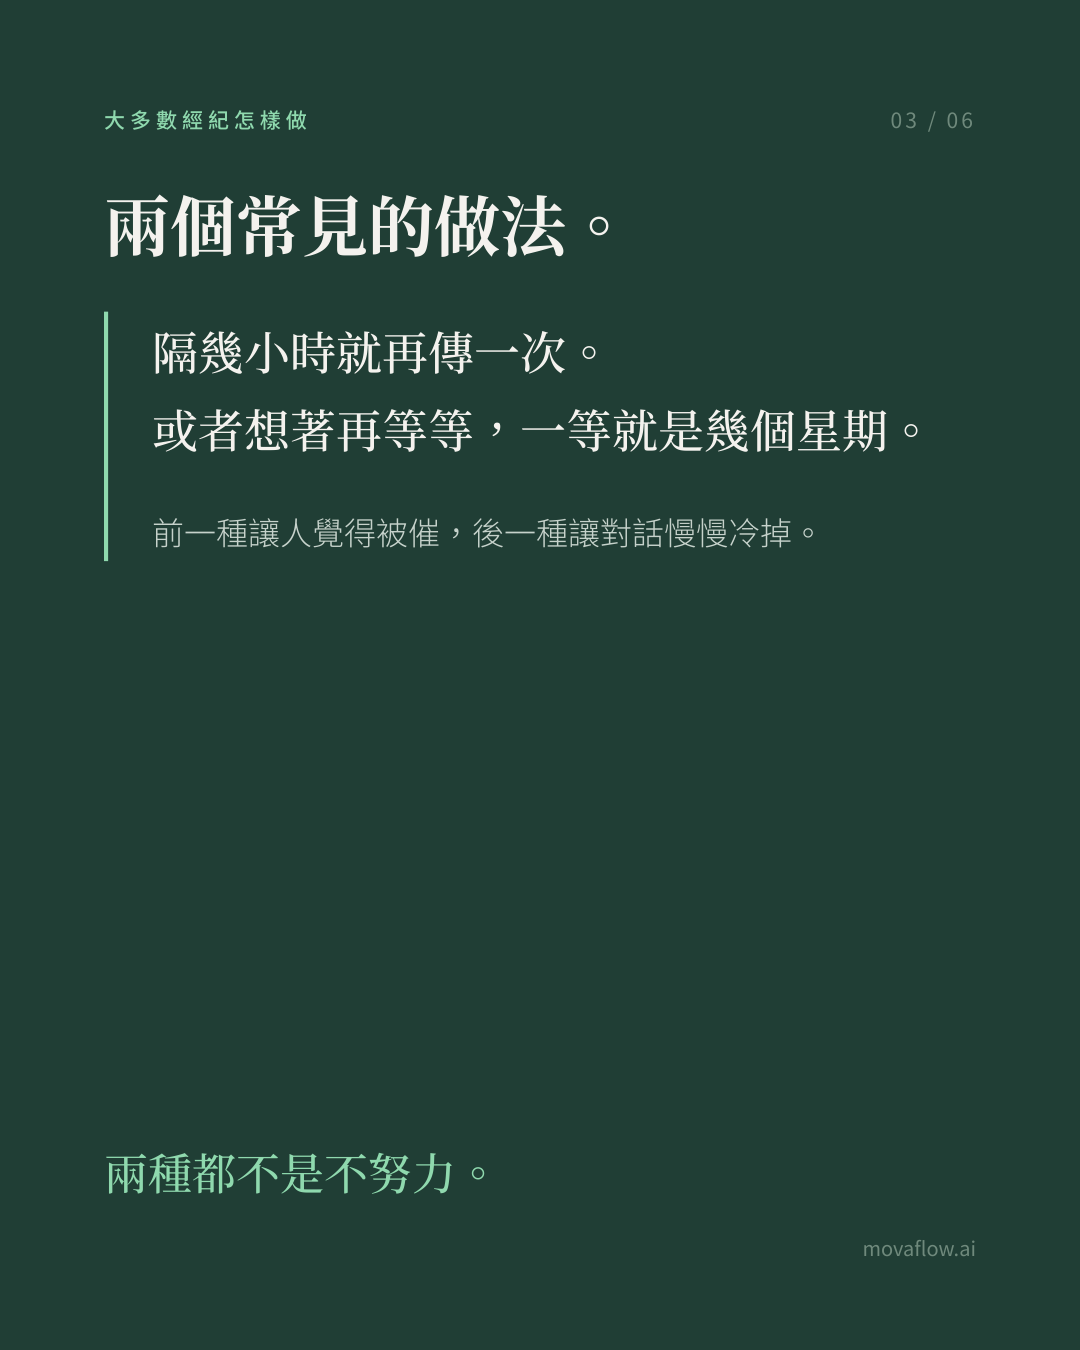 大多數經紀怎樣做
03 / 06
兩個常見的做法。
隔幾小時就再傳一次。
或者想著再等等，一等就是幾個星期。
前一種讓人覺得被催，後一種讓對話慢慢冷掉。
兩種都不是不努力。
movaflow.ai